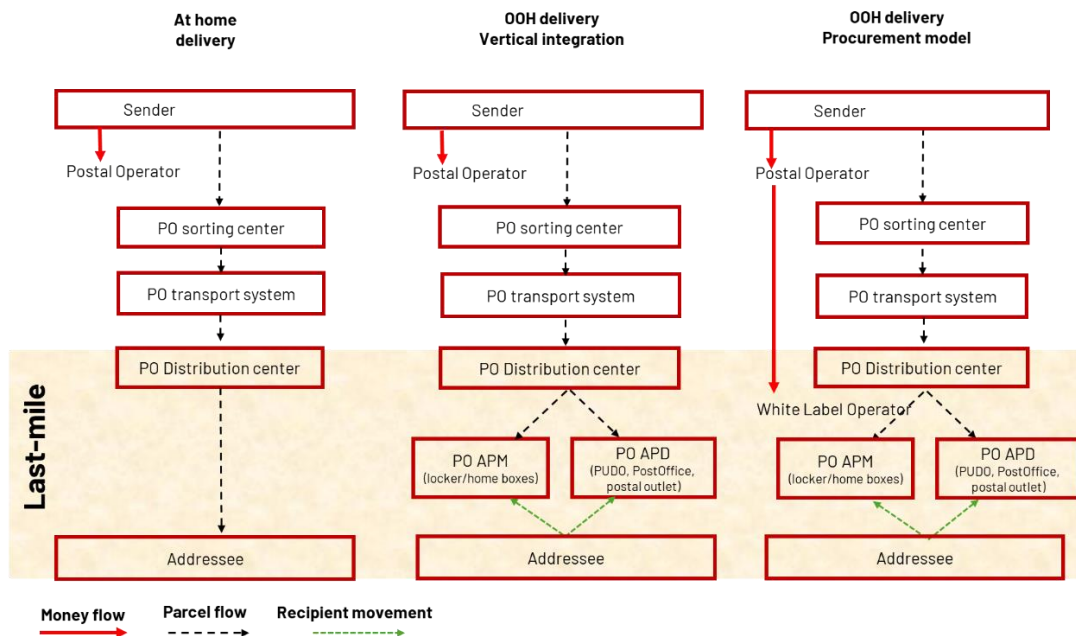 At home
delivery
OOH delivery
Vertical integration
OOH delivery
Procurement model
Sender
Postal Operator
PO sorting center
PO transport system
PO Distribution center
Addressee
Sender
Postal Operator
PO sorting center
PO transport system
PO Distribution center
PO APM
(locker/home boxes)
PO APD
(PUDO, PostOffice,
postal outlet)
Addressee
Sender
Postal Operator
PO sorting center
PO transport system
PO Distribution center
White Label Operator
PO APM
(locker/home boxes)
PO APD
(PUDO, PostOffice,
postal outlet)
Addressee
Last-mile
Money flow
Parcel flow
Recipient movement